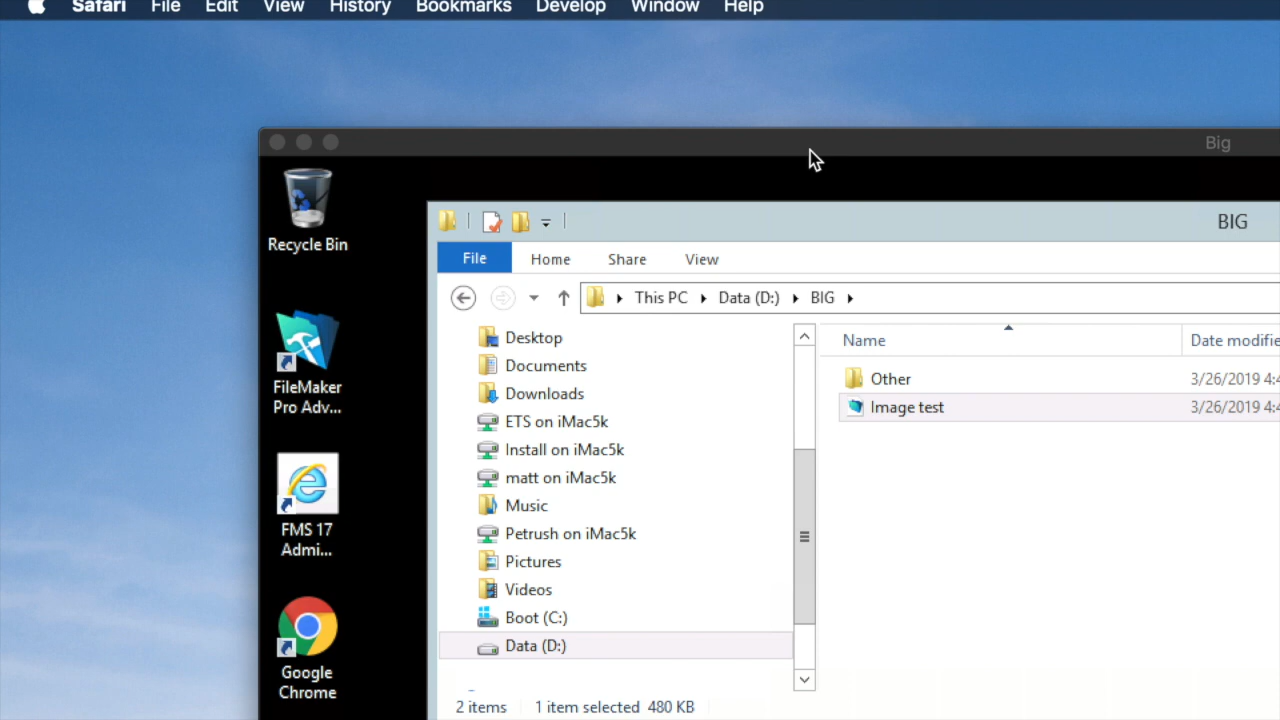 Safari File Edit View History Bookmarks Develop Window Help
Big
Recycle Bin
FileMaker
Pro Adv...
FMS 17
Admi...
Google
Chrome
BIG
File Home Share View
This PC Data (D:) BIG
Desktop
Documents
Downloads
ETS on iMac5k
Install on iMac5k
matt on iMac5k
Music
Petrush on iMac5k
Pictures
Videos
Boot (C:)
Data (D:)
Name Date modifie
Other 3/26/2019 4:4
Image test 3/26/2019 4:4
2 items 1 item selected 480 KB